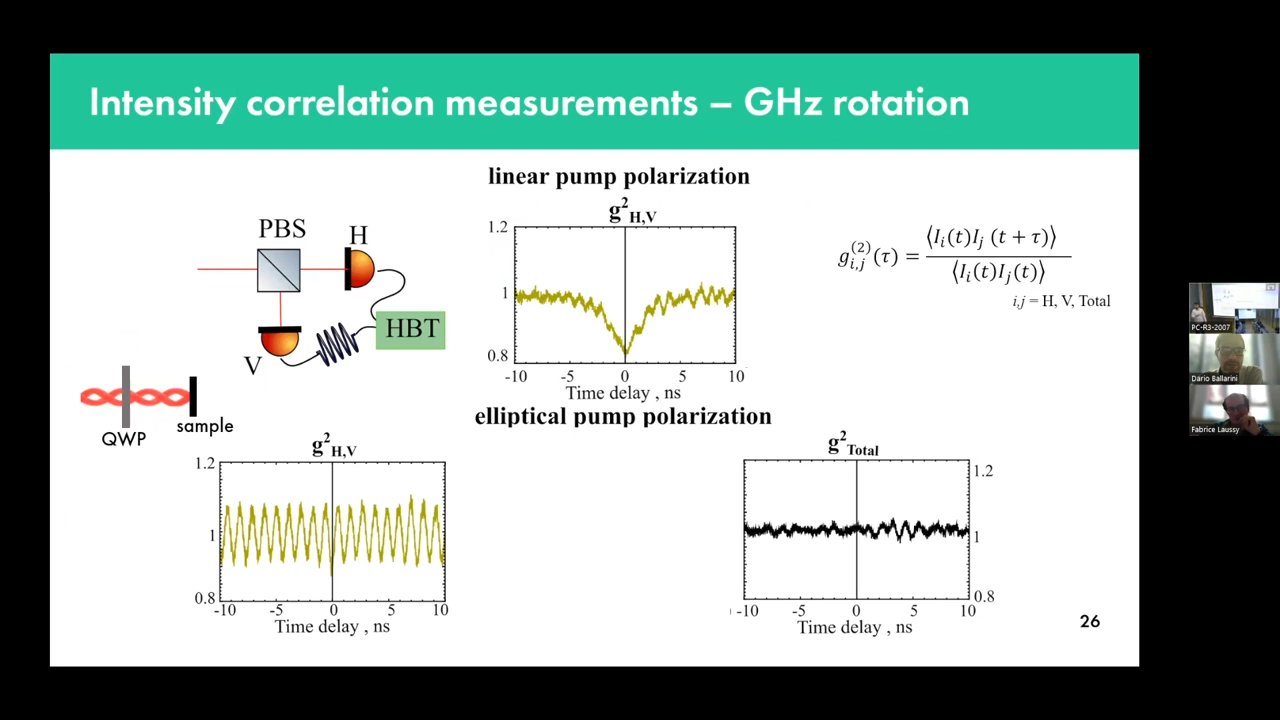 Intensity correlation measurements – GHz rotation
linear pump polarization
PBS
H
V
HBT
QWP
sample
g²H,V
1.2
1
0.8
-10 -5 0 5 10
Time delay , ns
g(2)i,j(τ) = ⟨Ii(t)Ij (t + τ)⟩ / ⟨Ii(t)Ij(t)⟩
i,j = H, V, Total
elliptical pump polarization
g²H,V
1.2
1
0.8
-10 -5 0 5 10
Time delay , ns
g²Total
1.2
1
0.8
-10 -5 0 5 10
Time delay , ns
26
PC-R3-2007
Dario Ballarini
Fabrice Laussy